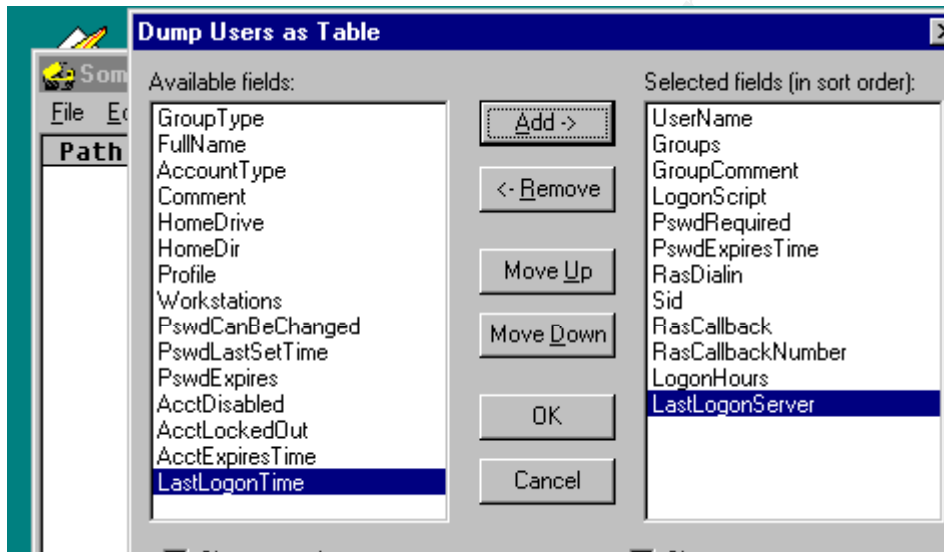 Dump Users as Table
Som
File Ed
Path
Available fields:
GroupType
FullName
AccountType
Comment
HomeDrive
HomeDir
Profile
Workstations
PswdCanBeChanged
PswdLastSetTime
PswdExpires
AcctDisabled
AcctLockedOut
AcctExpiresTime
LastLogonTime
Add ->
<- Remove
Move Up
Move Down
OK
Cancel
Selected fields (in sort order):
UserName
Groups
GroupComment
LogonScript
PswdRequired
PswdExpiresTime
RasDialin
Sid
RasCallback
RasCallbackNumber
LogonHours
LastLogonServer